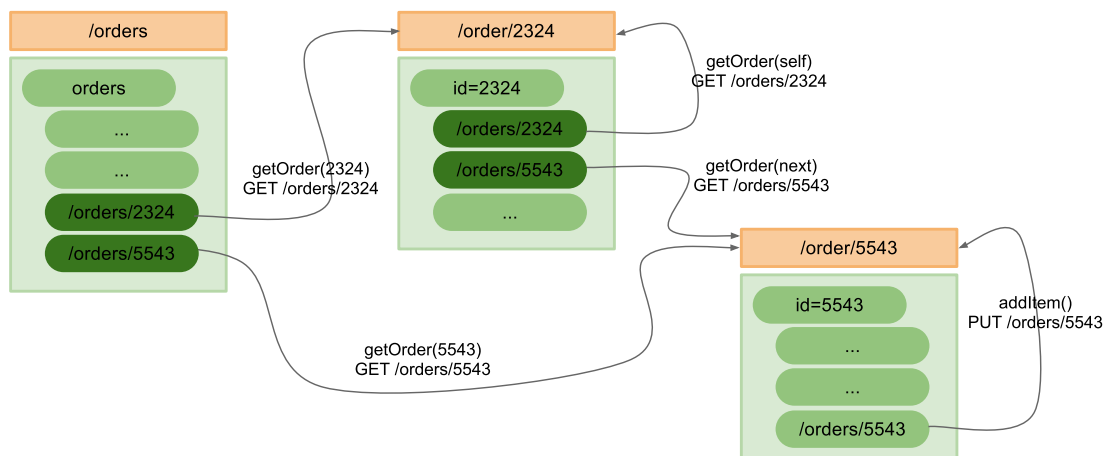 /orders
orders
...
...
/orders/2324
/orders/5543
getOrder(2324)
GET /orders/2324
/order/2324
id=2324
/orders/2324
/orders/5543
...
getOrder(self)
GET /orders/2324
getOrder(next)
GET /orders/5543
getOrder(5543)
GET /orders/5543
/order/5543
id=5543
...
...
/orders/5543
addItem()
PUT /orders/5543